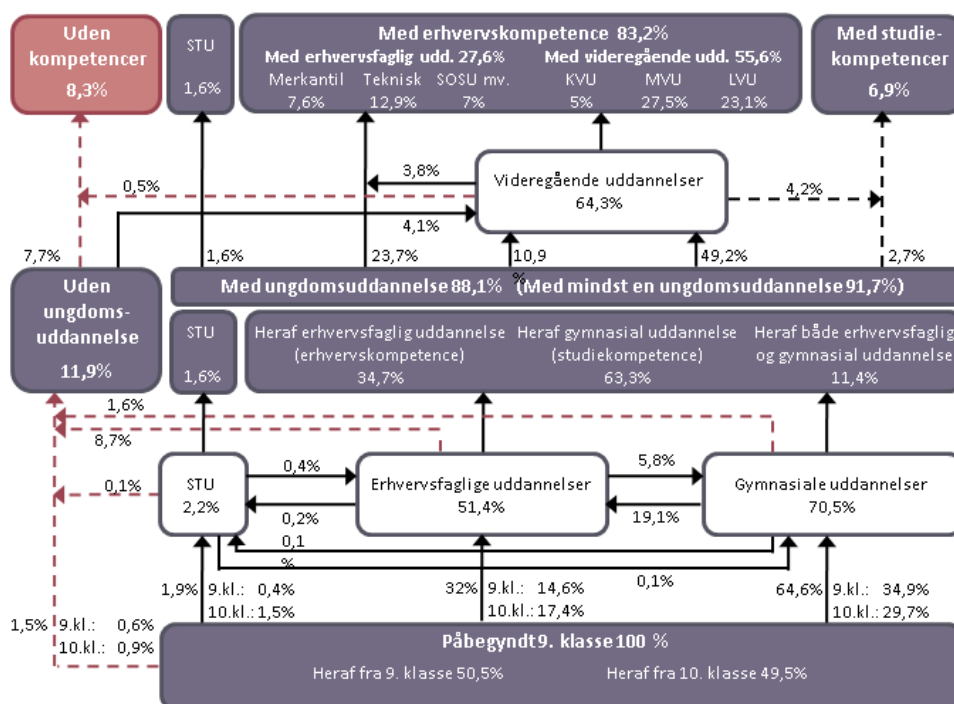 Uden
kompetencer
8,3%
STU
1,6%
Med erhvervskompetence 83,2%
Med erhvervsfaglig udd. 27,6%
Med videregående udd. 55,6%
Merkantil Teknisk SOSU mv.
7,6% 12,9% 7%
KVU MVU LVU
5% 27,5% 23,1%
Med studie-
kompetencer
6,9%
0,5%
3,8%
Videregående uddannelser
64,3%
4,2%
4,1%
7,7%
1,6%
23,7%
10,9
%
49,2%
2,7%
Uden
ungdoms-
uddannelse
11,9%
Med ungdomsuddannelse 88,1% (Med mindst en ungdomsuddannelse 91,7%)
STU
1,6%
Heraf erhvervsfaglig uddannelse
(erhvervskompetence)
34,7%
Heraf gymnasial uddannelse
(studiekompetence)
63,3%
Heraf både erhvervsfaglig
og gymnasial uddannelse
11,4%
1,6%
8,7%
0,1%
STU
2,2%
0,4%
0,2%
Erhvervsfaglige uddannelser
51,4%
5,8%
19,1%
Gymnasiale uddannelser
70,5%
0,1
%
0,1%
1,9% 9.kl.: 0,4%
10.kl.: 1,5%
32% 9.kl.: 14,6%
10.kl.: 17,4%
64,6% 9.kl.: 34,9%
10.kl.: 29,7%
1,5% 9.kl.: 0,6%
10.kl.: 0,9%
Påbegyndt 9. klasse 100 %
Heraf fra 9. klasse 50,5%
Heraf fra 10. klasse 49,5%